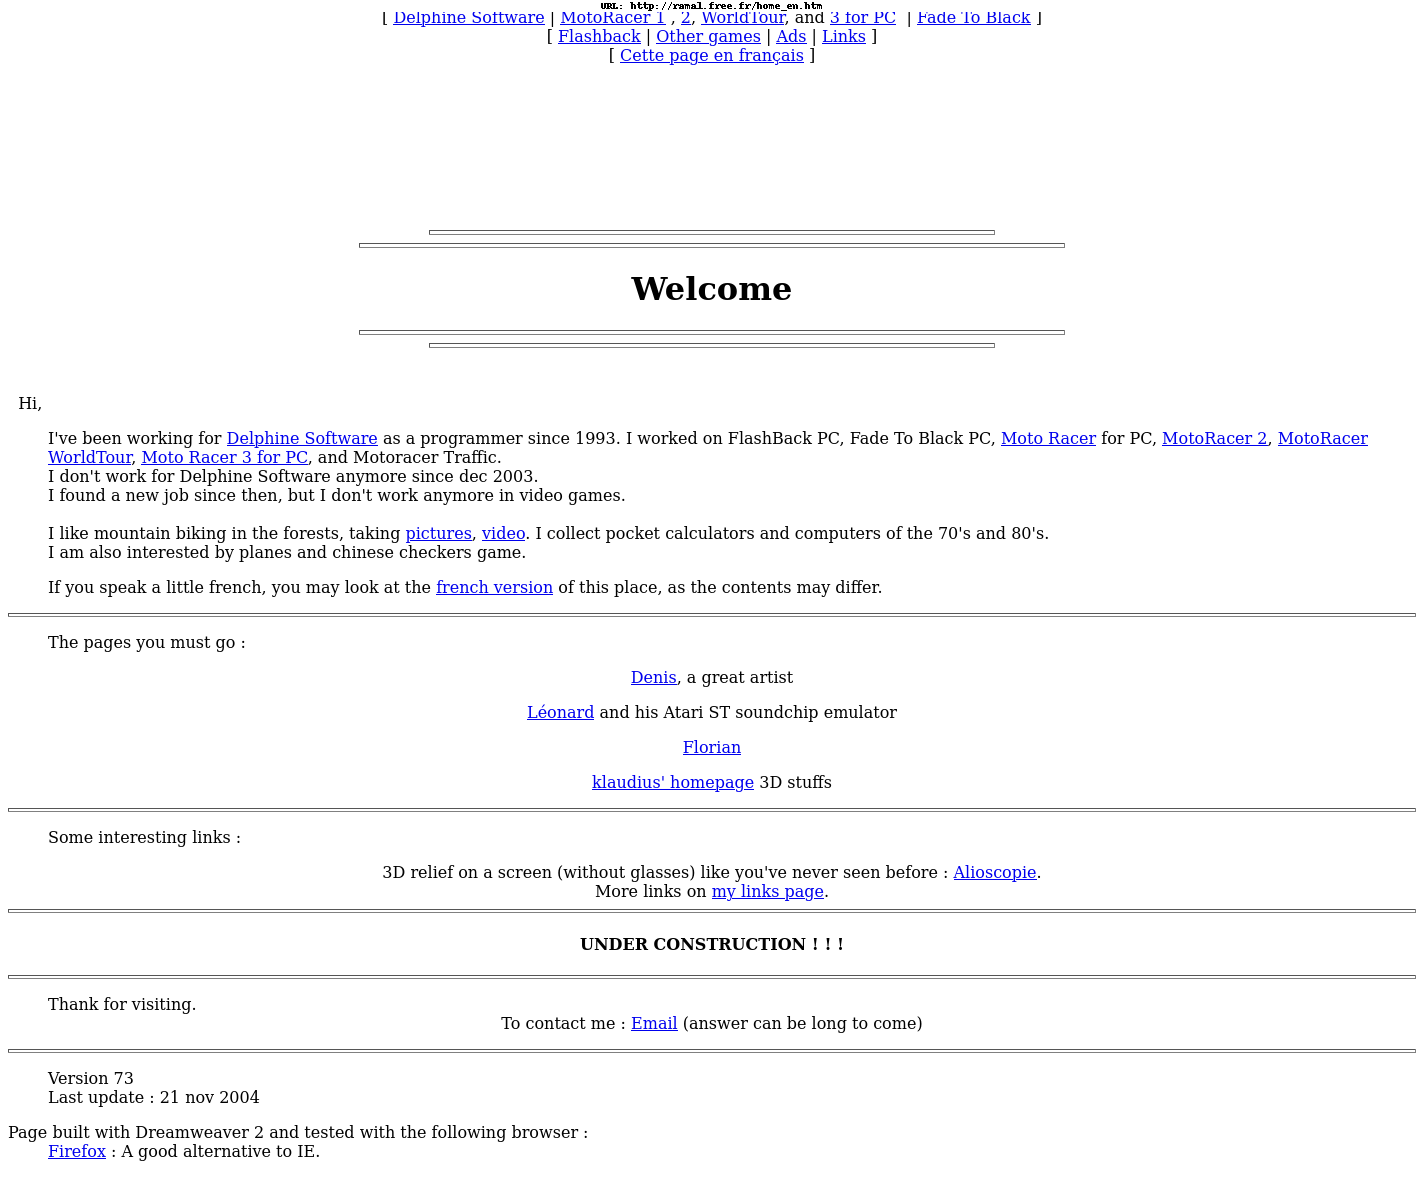 URL: http://ramal.free.fr/home_en.htm
[ Delphine Software | MotoRacer 1 , 2, WorldTour, and 3 for PC | Fade To Black ]
[ Flashback | Other games | Ads | Links ]
[ Cette page en français ]
Welcome
Hi,
I've been working for Delphine Software as a programmer since 1993. I worked on FlashBack PC, Fade To Black PC, Moto Racer for PC, MotoRacer 2, MotoRacer
WorldTour, Moto Racer 3 for PC, and Motoracer Traffic.
I don't work for Delphine Software anymore since dec 2003.
I found a new job since then, but I don't work anymore in video games.
I like mountain biking in the forests, taking pictures, video. I collect pocket calculators and computers of the 70's and 80's.
I am also interested by planes and chinese checkers game.
If you speak a little french, you may look at the french version of this place, as the contents may differ.
The pages you must go :
Denis, a great artist
Léonard and his Atari ST soundchip emulator
Florian
klaudius' homepage 3D stuffs
Some interesting links :
3D relief on a screen (without glasses) like you've never seen before : Alioscopie.
More links on my links page.
UNDER CONSTRUCTION ! ! !
Thank for visiting.
To contact me : Email (answer can be long to come)
Version 73
Last update : 21 nov 2004
Page built with Dreamweaver 2 and tested with the following browser :
Firefox : A good alternative to IE.